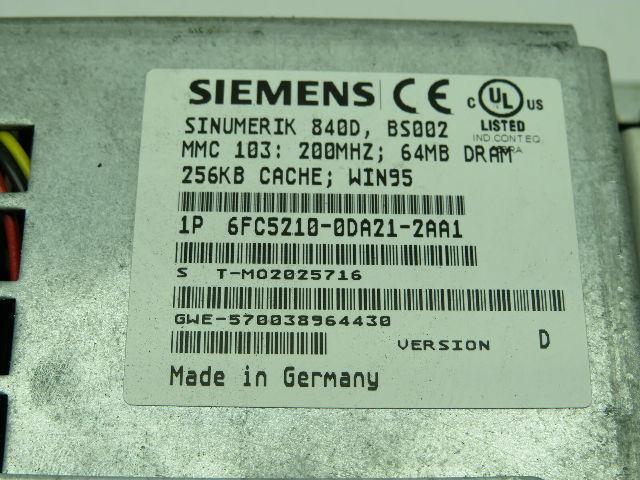 SIEMENS CE C UL US
LISTED
IND.CONT.EQ.
SINUMERIK 840D, BS002
MMC 103: 200MHZ; 64MB DRAM
256KB CACHE; WIN95
1P 6FC5210-0DA21-2AA1
S T-MO2025716
GWE-570038964430
VERSION D
Made in Germany